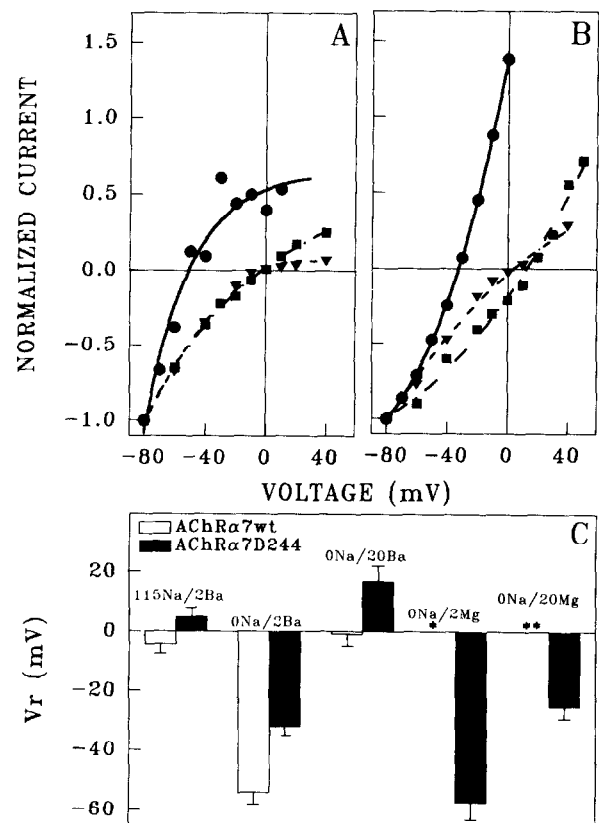 A
B
NORMALIZED CURRENT
1.5
1.0
0.5
0.0
-0.5
-1.0
-80 -40 0 40
-80 -40 0 40
VOLTAGE (mV)
C
AChRα7wt
AChRα7D244
115Na/2Ba
0Na/2Ba
0Na/20Ba
0Na/2Mg
*
0Na/20Mg
**
Vr (mV)
20
0
-20
-40
-60